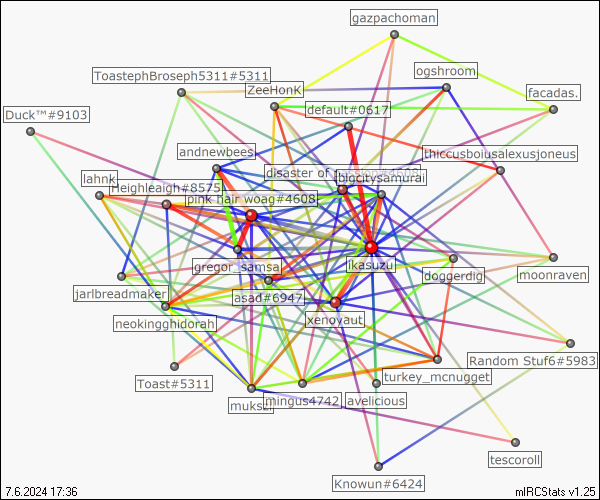 gazpachoman
ogshroom
ToastephBroseph5311#5311
ZeeHonK
facadas.
default#0617
Duck™#9103
andnewbees
thiccusboiusalexusjoneus
disaster of
bigcitysamurai
lahnk
Heighleaigh#8575
pink hair woag#4608
gregor_samsa
ikasuzu
doggerdig
moonraven
jarlbreadmaker
asad#6947
neokingghidorah
xenoyaut
Random Stuf6#5983
Toast#5311
turkey_mcnugget
muksu
mingus4742
avelicious
tescoroll
Knowun#6424
7.6.2024 17:36
mIRCStats v1.25